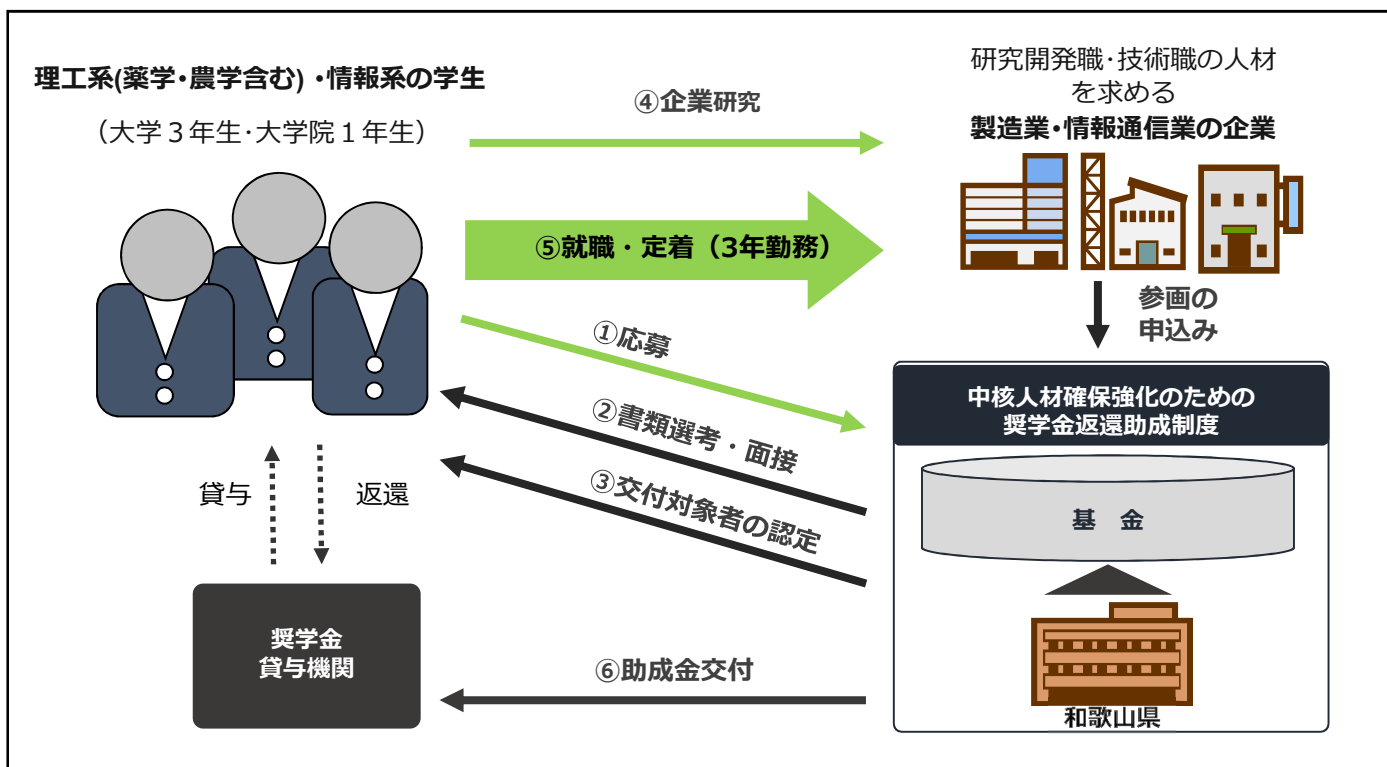 理工系(薬学・農学含む)・情報系の学生
（大学３年生・大学院１年生）
④企業研究
研究開発職・技術職の人材
を求める
製造業・情報通信業の企業
⑤就職・定着（3年勤務）
参画の
申込み
①応募
②書類選考・面接
③交付対象者の認定
中核人材確保強化のための
奨学金返還助成制度
基　金
和歌山県
貸与
返還
奨学金
貸与機関
⑥助成金交付